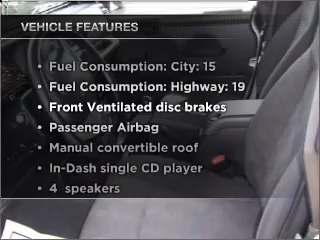 VEHICLE FEATURES
• Fuel Consumption: City: 15
• Fuel Consumption: Highway: 19
• Front Ventilated disc brakes
• Passenger Airbag
• Manual convertible roof
• In-Dash single CD player
• 4 speakers